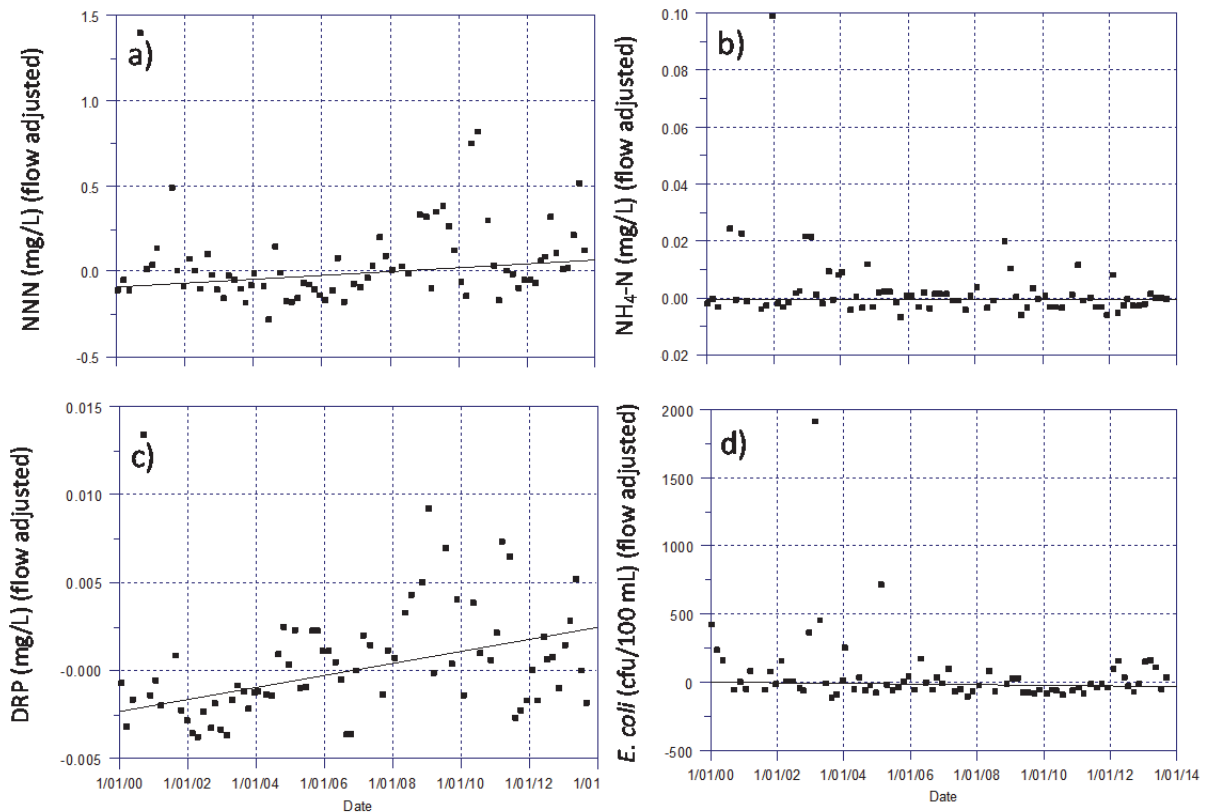 a)
NNN (mg/L) (flow adjusted)
1.5
1.0
0.5
0.0
-0.5
b)
NH₄-N (mg/L) (flow adjusted)
0.10
0.08
0.06
0.04
0.02
0.00
0.02
c)
DRP (mg/L) (flow adjusted)
0.015
0.010
0.005
-0.000
-0.005
1/01/00 1/01/02 1/01/04 1/01/06 1/01/08 1/01/10 1/01/12 1/01
Date
d)
E. coli (cfu/100 mL) (flow adjusted)
2000
1500
1000
500
0
-500
1/01/00 1/01/02 1/01/04 1/01/06 1/01/08 1/01/10 1/01/12 1/01/14
Date